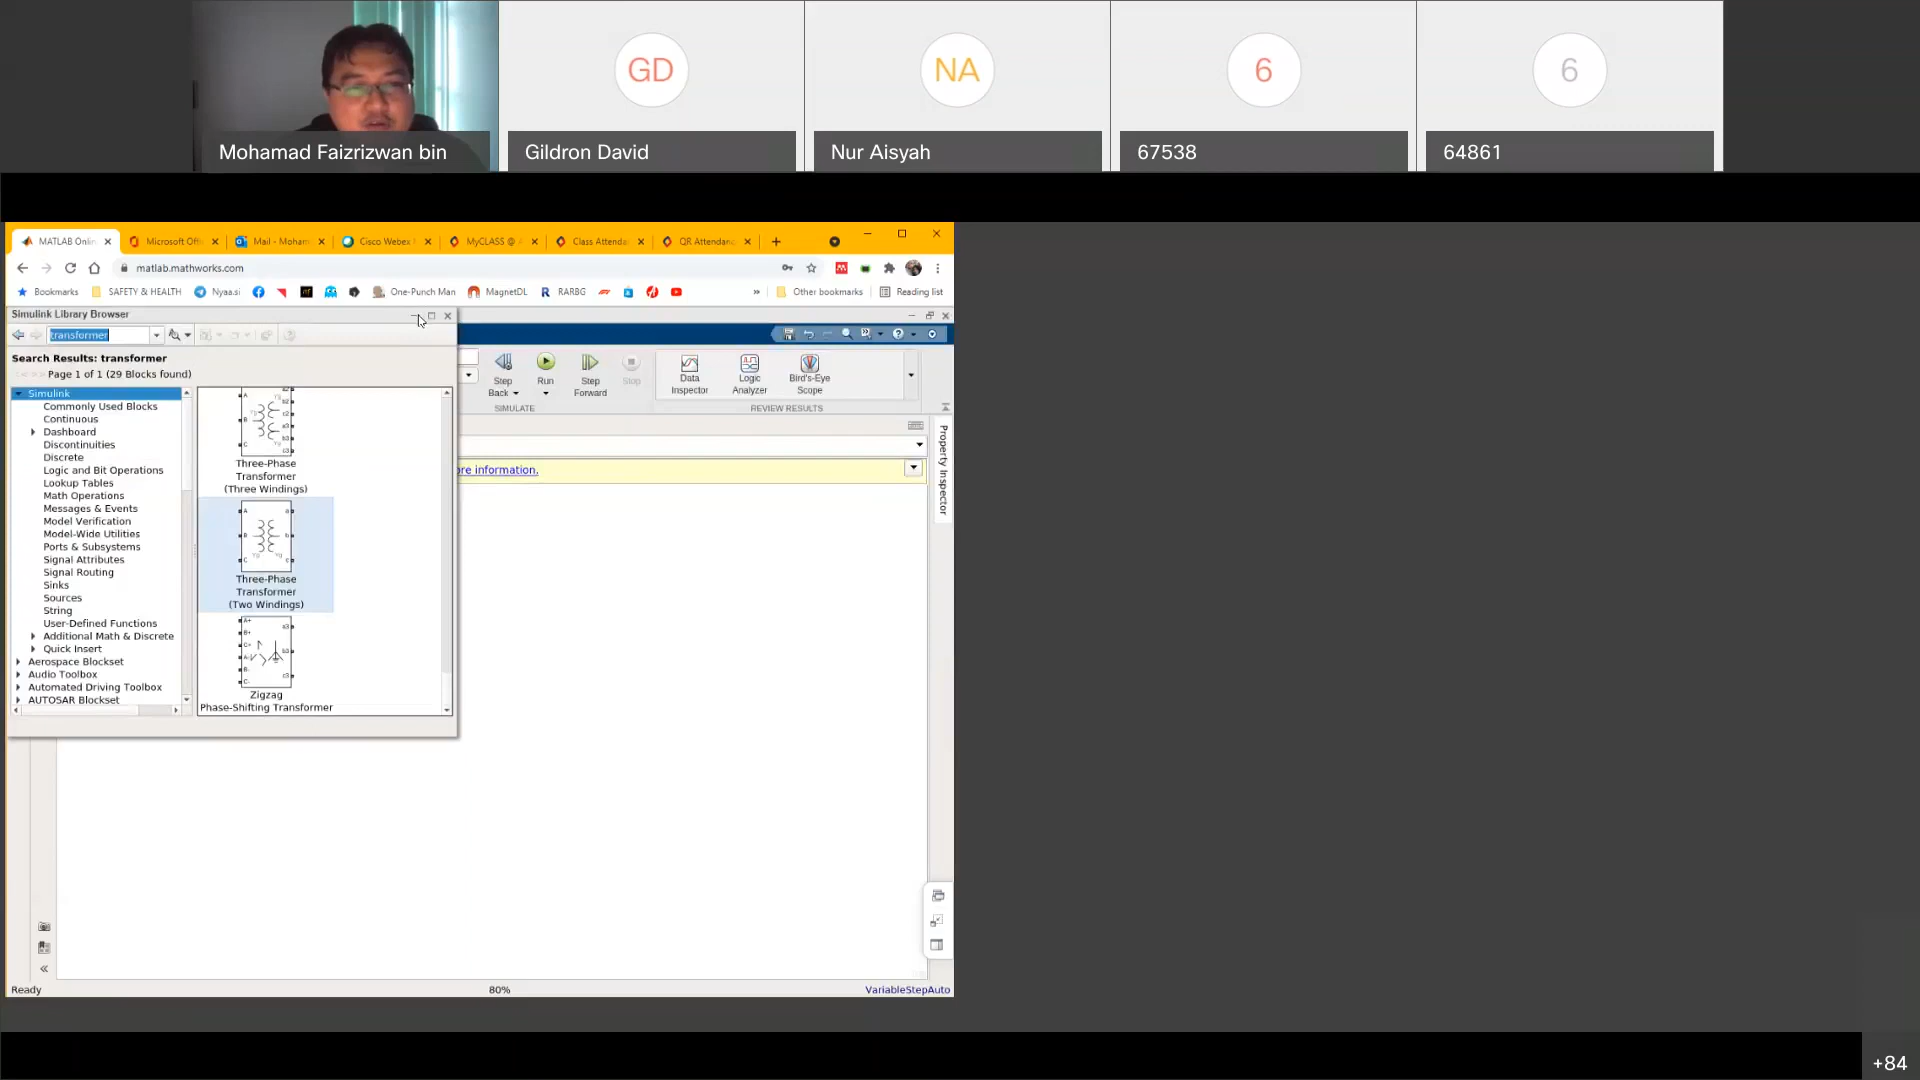 GD
NA
6
6
Mohamad Faizrizwan bin
Gildron David
Nur Aisyah
67538
64861
MATLAB Onlin
Microsoft Offi
Mail - Moham
Cisco Webex
MyCLASS @
Class Attenda
QR Attendan
matlab.mathworks.com
Bookmarks
SAFETY & HEALTH
Nyaa.si
One-Punch Man
MagnetDL
RARBG
»
Other bookmarks
Reading list
Simulink Library Browser
transformer
Search Results: transformer
Page 1 of 1 (29 Blocks found)
Simulink
Commonly Used Blocks
Continuous
Dashboard
Discontinuities
Discrete
Logic and Bit Operations
Lookup Tables
Math Operations
Messages & Events
Model Verification
Model-Wide Utilities
Ports & Subsystems
Signal Attributes
Signal Routing
Sinks
Sources
String
User-Defined Functions
Additional Math & Discrete
Quick Insert
Aerospace Blockset
Audio Toolbox
Automated Driving Toolbox
AUTOSAR Blockset
Three-Phase
Transformer
(Three Windings)
Three-Phase
Transformer
(Two Windings)
Zigzag
Phase-Shifting Transformer
Step
Back
Run
Step
Forward
Stop
SIMULATE
Data
Inspector
Logic
Analyzer
Bird's-Eye
Scope
REVIEW RESULTS
ore information.
Property Inspector
Ready
80%
VariableStepAuto
+84